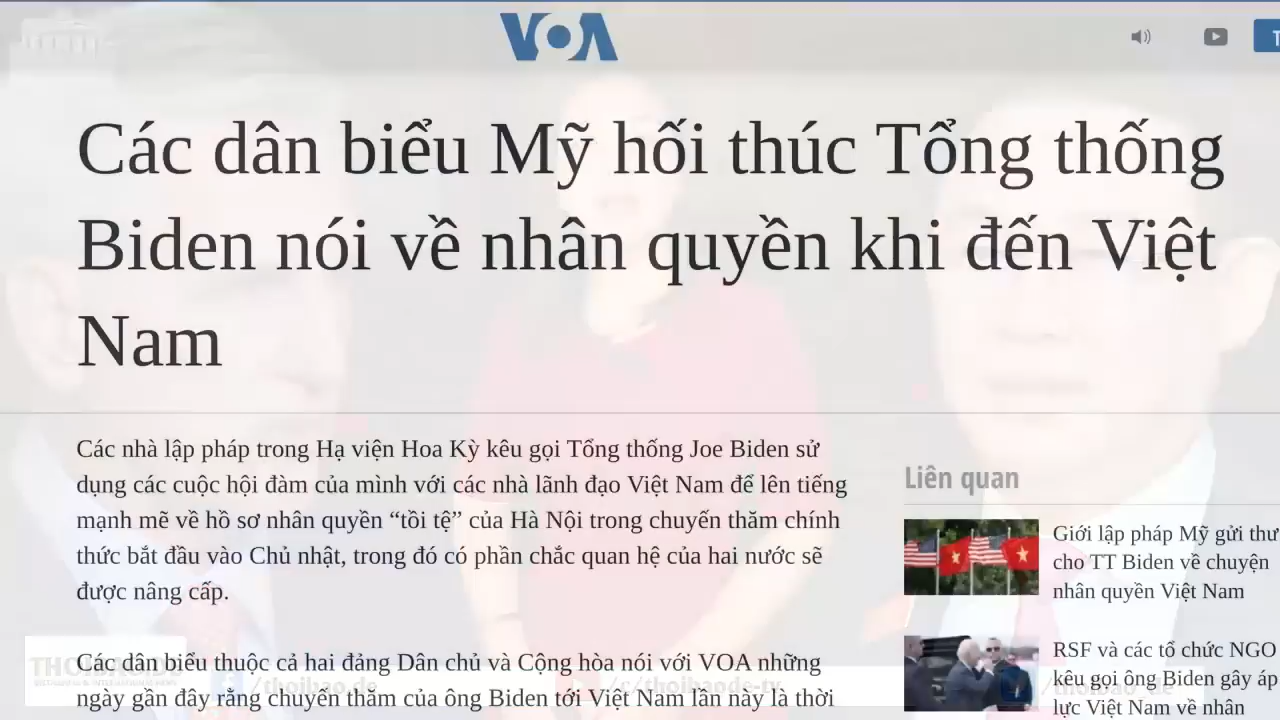 VOA
Các dân biểu Mỹ hối thúc Tổng thống
Biden nói về nhân quyền khi đến Việt
Nam
Các nhà lập pháp trong Hạ viện Hoa Kỳ kêu gọi Tổng thống Joe Biden sử
dụng các cuộc hội đàm của mình với các nhà lãnh đạo Việt Nam để lên tiếng
mạnh mẽ về hồ sơ nhân quyền “tồi tệ” của Hà Nội trong chuyến thăm chính
thức bắt đầu vào Chủ nhật, trong đó có phần chắc quan hệ của hai nước sẽ
được nâng cấp.
Các dân biểu thuộc cả hai đảng Dân chủ và Cộng hòa nói với VOA những
ngày gần đây rằng chuyến thăm của ông Biden tới Việt Nam lần này là thời
Liên quan
Giới lập pháp Mỹ gửi thư
cho TT Biden về chuyện
nhân quyền Việt Nam
RSF và các tổ chức NGO
kêu gọi ông Biden gây áp
lực Việt Nam về nhân
THOIBAO.DE
/thoibao.de
/c/thoibaode-tv
/thoibao_de